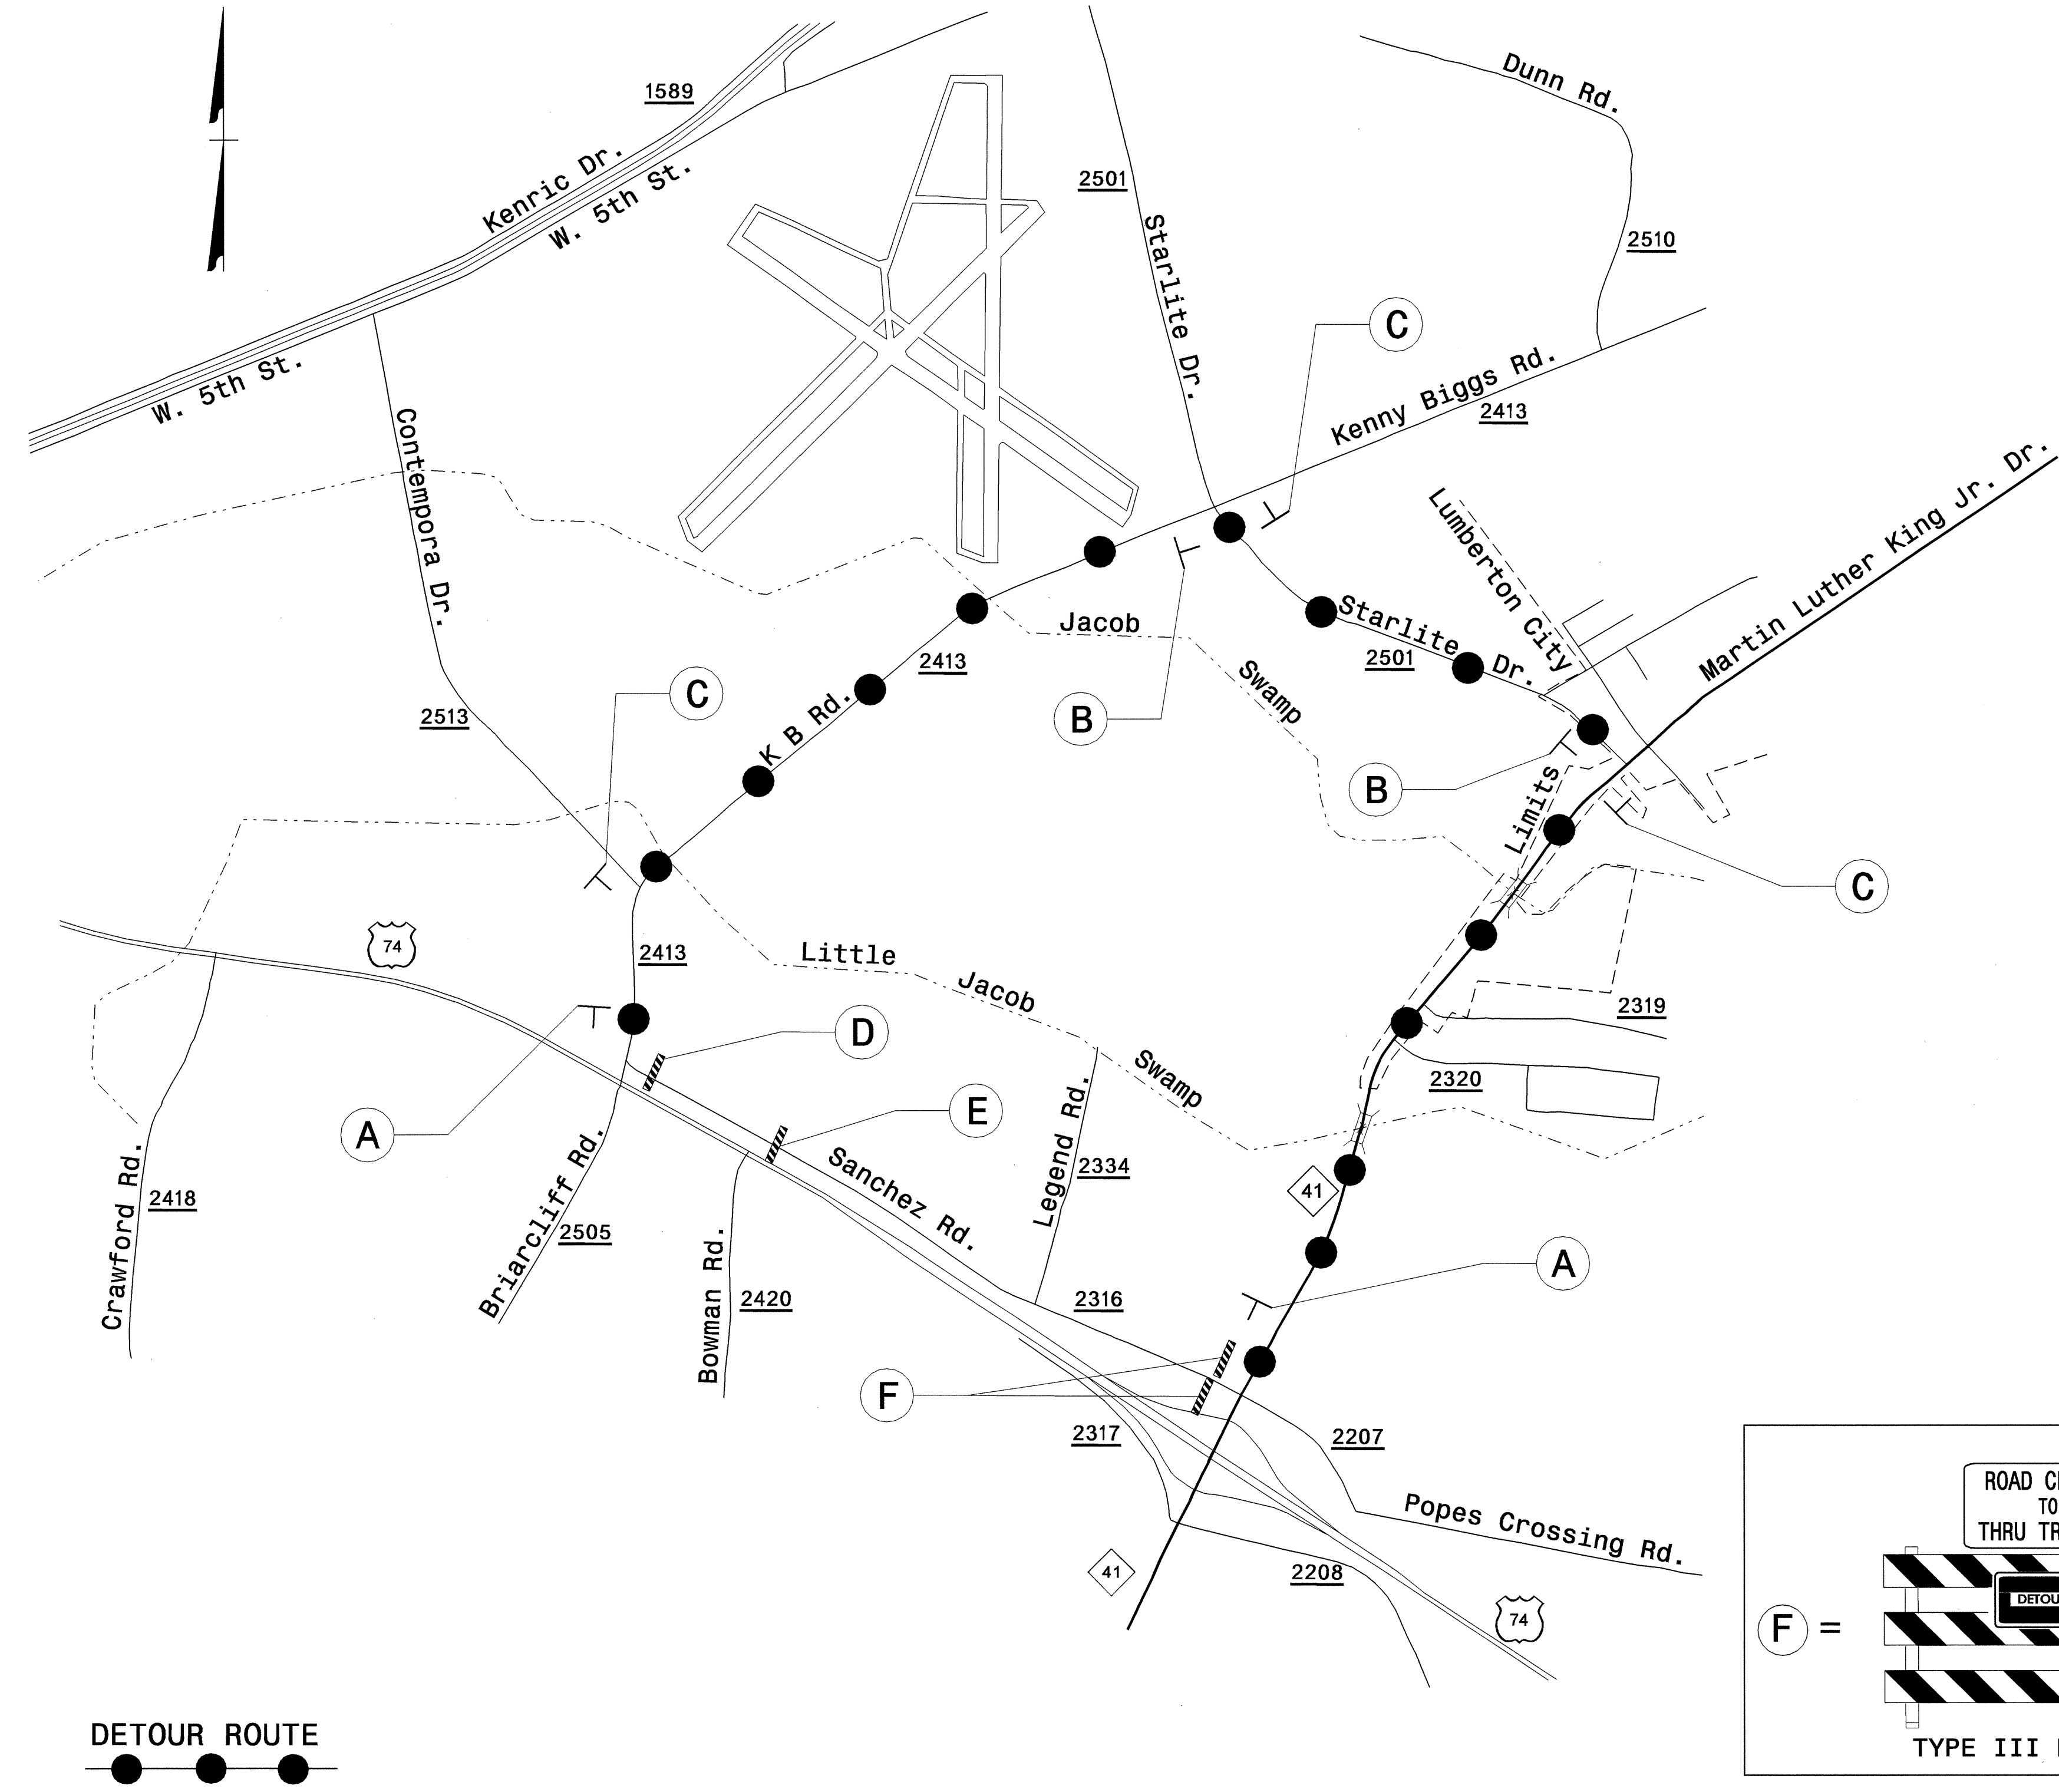 Dunn Rd.
1589
Kenric Dr.
W. 5th St.
2501
Starlite Dr.
2510
C
W. 5th St.
Kenny Biggs Rd.
2413
Contempora Dr.
Lumberton City
Martin Luther King Jr. Dr.
Jacob
Swamp
Starlite Dr.
2501
2413
C
2513
B
K B Rd.
B
Limits
C
74
2413
Little
Jacob
Swamp
2319
D
2320
A
E
Legend Rd.
2334
Sanchez Rd.
41
Crawford Rd.
2418
Briarcliff Rd.
2505
Bowman Rd.
2420
A
2316
F
2317
2207
Popes Crossing Rd.
41
2208
74
ROAD
TO
THRU
DETOU
F =
TYPE III
DETOUR ROUTE